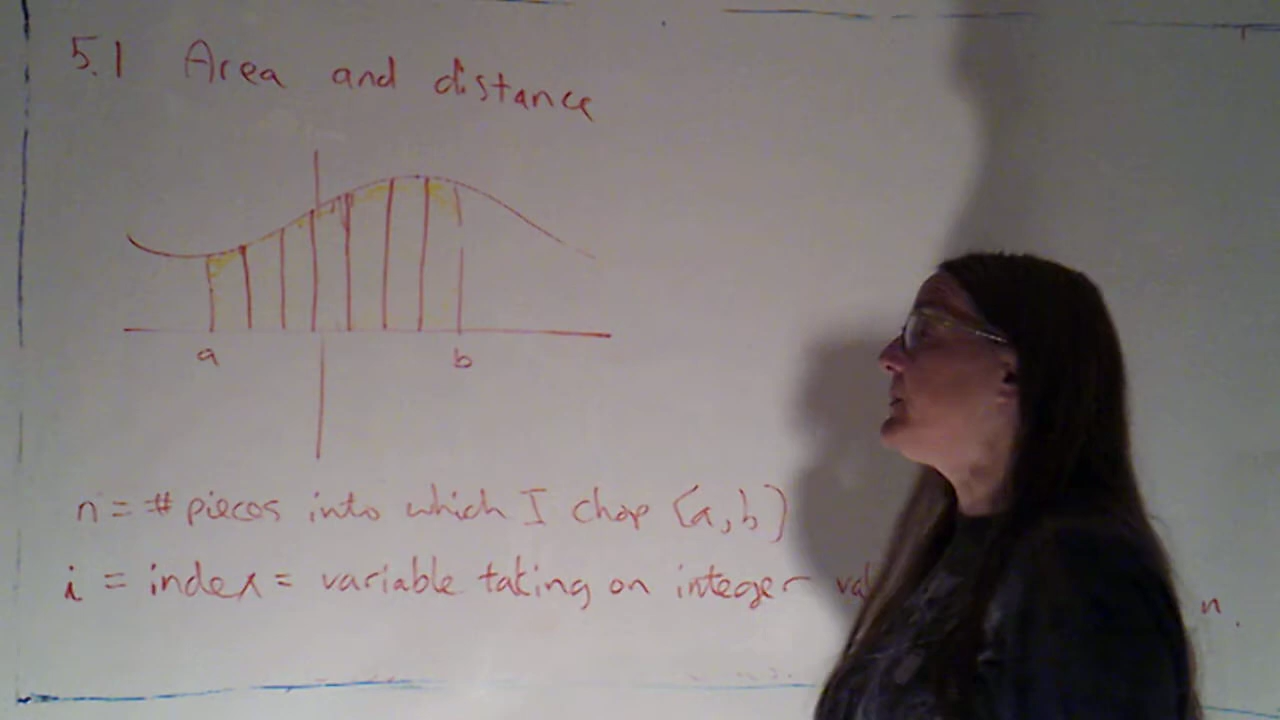 5.1 Area and distance
a b
n = # pieces into which I chop [a,b]
i = index = variable taking on integer n.